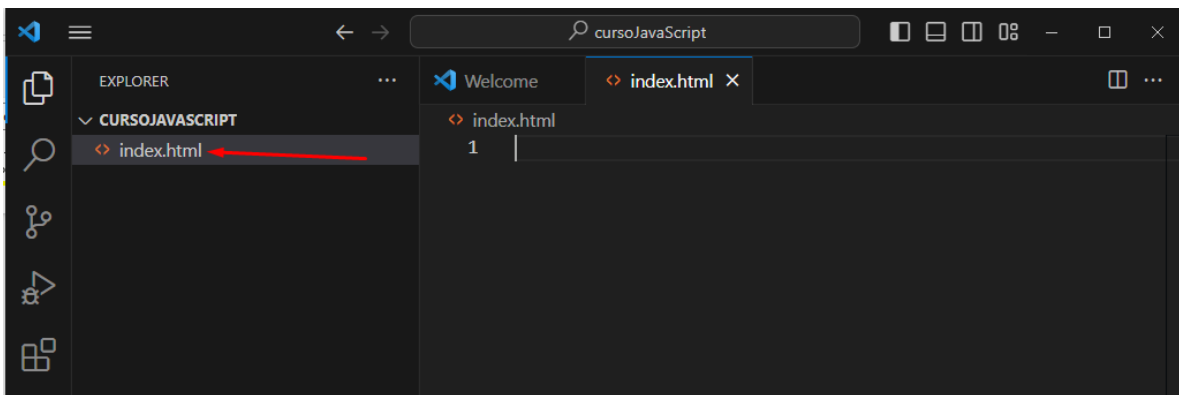 cursoJavaScript
EXPLORER
Welcome
index.html
CURSOJAVASCRIPT
index.html
index.html
1